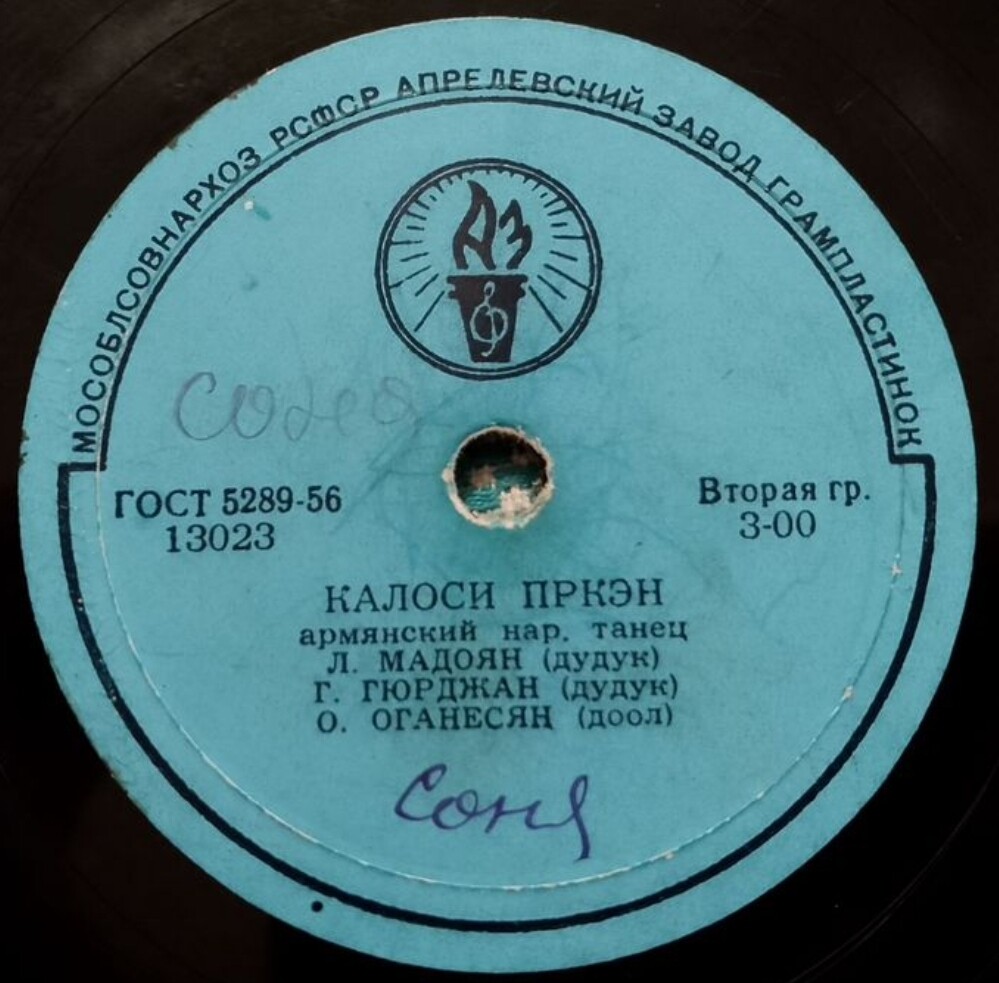 МОСОБЛСОВНАРХОЗ РСФСР АПРЕЛЕВСКИЙ ЗАВОД ГРАМПЛАСТИНОК
АЗ
Соня
ГОСТ 5289-56
13023
Вторая гр.
3-00
КАЛОСИ ПРКЭН
армянский нар. танец
Л. МАДОЯН (дудук)
Г. ГЮРДЖАН (дудук)
О. ОГАНЕСЯН (доол)
Соня